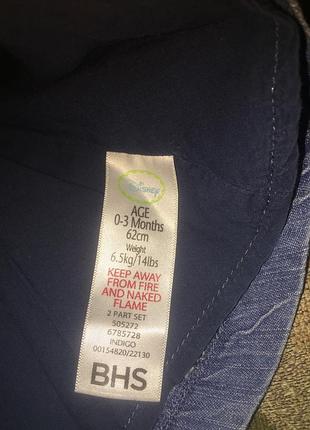 AGE
0-3 Months
62cm
Weight
6.5kg/14lbs
KEEP AWAY
FROM FIRE
AND NAKED
FLAME
2 PART SET
505272
6785728
INDIGO
00154820/22130
BHS